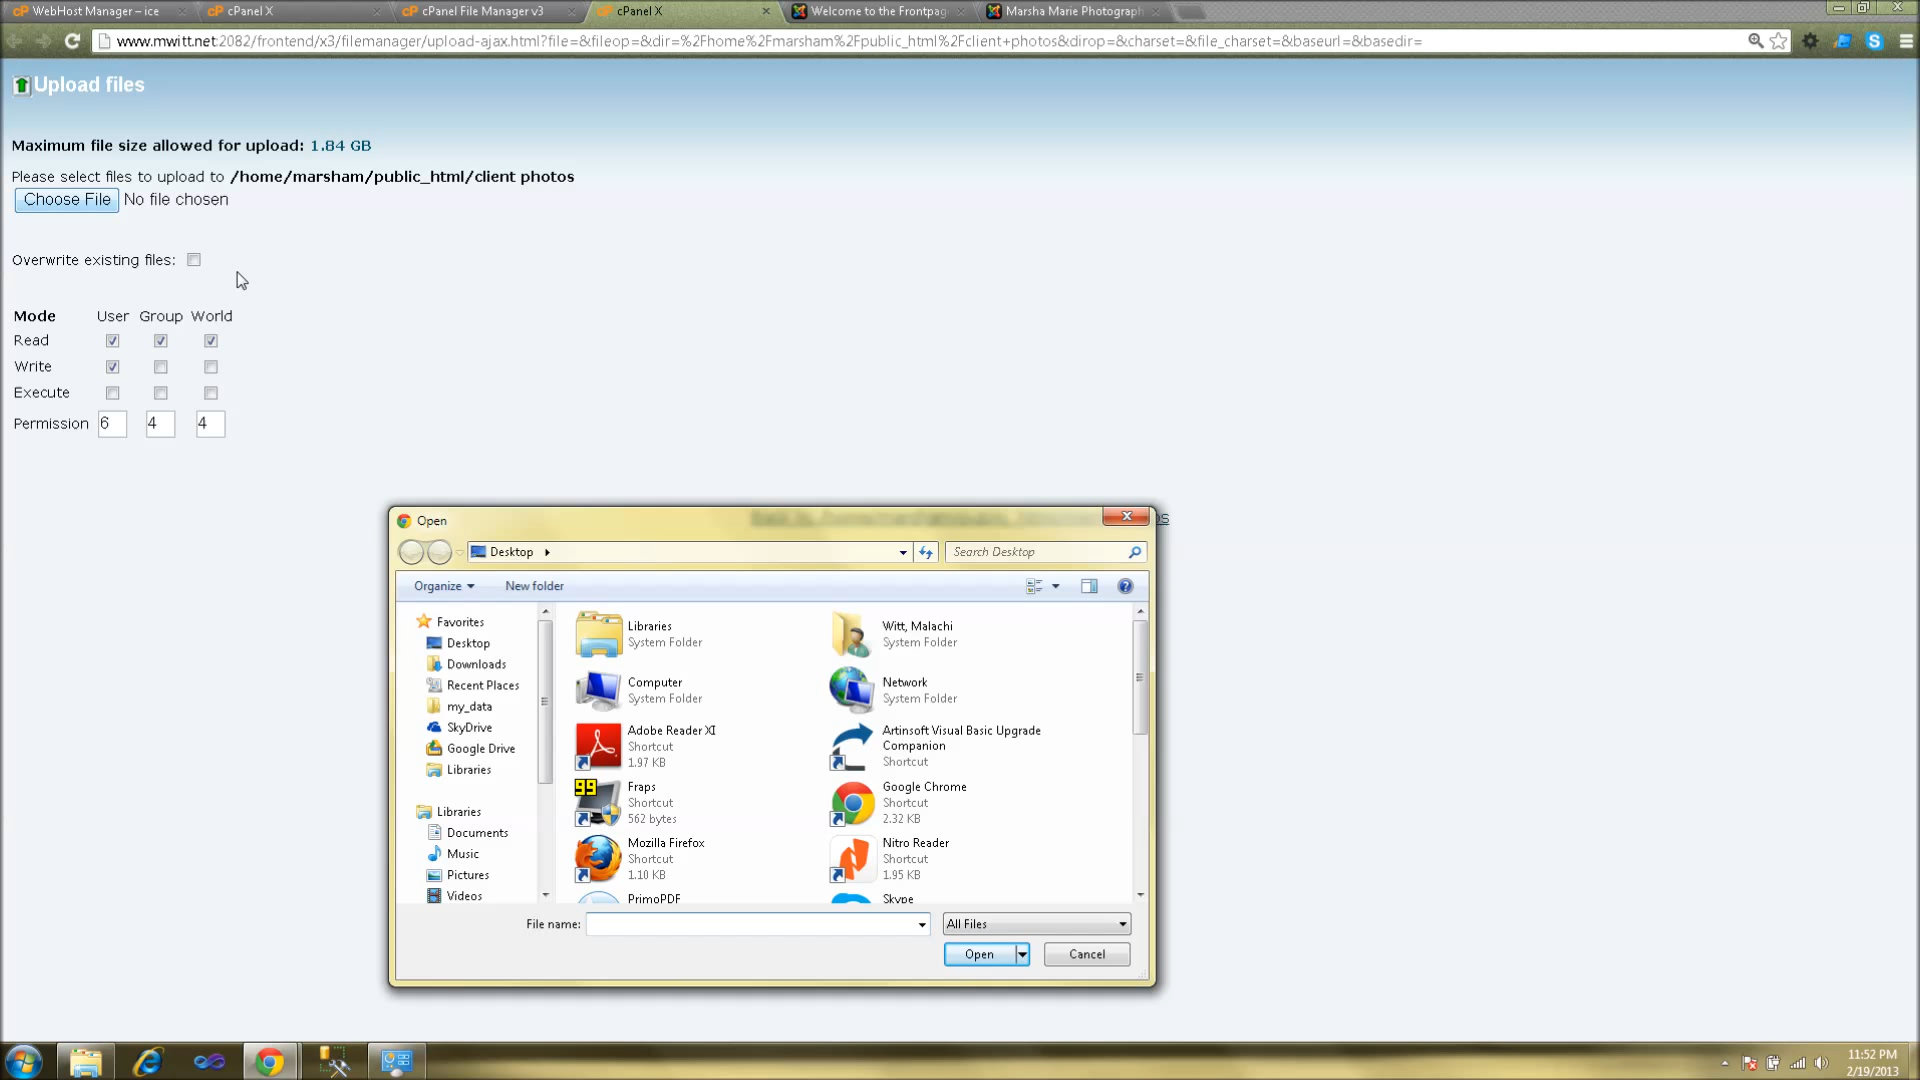 WebHost Manager – ice
cPanel X
cPanel File Manager v3
cPanel X
Welcome to the Frontpag
Marsha Marie Photograph
www.mwitt.net:2082/frontend/x3/filemanager/upload-ajax.html?file=&fileop=&dir=%2Fhome%2Fmarsham%2Fpublic_html%2Fclient+photos&dirop=&charset=&file_charset=&baseurl=&basedir=
Upload files
Maximum file size allowed for upload: 1.84 GB
Please select files to upload to /home/marsham/public_html/client photos
Choose File No file chosen
Overwrite existing files:
Mode User Group World
Read
Write
Execute
Permission 6 4 4
Open
Desktop
Search Desktop
Organize
New folder
Favorites
Desktop
Downloads
Recent Places
my_data
SkyDrive
Google Drive
Libraries
Libraries
Documents
Music
Pictures
Videos
Libraries
System Folder
Witt, Malachi
System Folder
Computer
System Folder
Network
System Folder
Adobe Reader XI
Shortcut
1.97 KB
Artinsoft Visual Basic Upgrade
Companion
Shortcut
99
Fraps
Shortcut
562 bytes
Google Chrome
Shortcut
2.32 KB
Mozilla Firefox
Shortcut
1.10 KB
Nitro Reader
Shortcut
1.95 KB
PrimoPDF
Skype
File name:
All Files
Open
Cancel
11:52 PM
2/19/2013